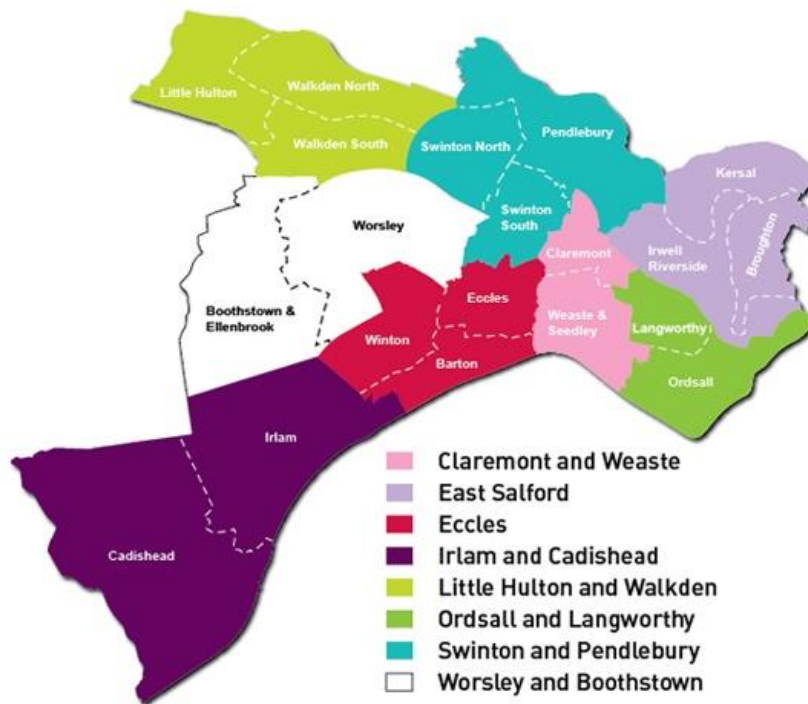 Little Hulton
Walkden North
Walkden South
Swinton North
Pendlebury
Kersal
Swinton
South
Worsley
Claremont
Irwell
Riverside
Broughton
Boothstown &
Ellenbrook
Eccles
Winton
Barton
Weaste &
Seedley
Langworthy
Ordsall
Irlam
Cadishead
Claremont and Weaste
East Salford
Eccles
Irlam and Cadishead
Little Hulton and Walkden
Ordsall and Langworthy
Swinton and Pendlebury
Worsley and Boothstown